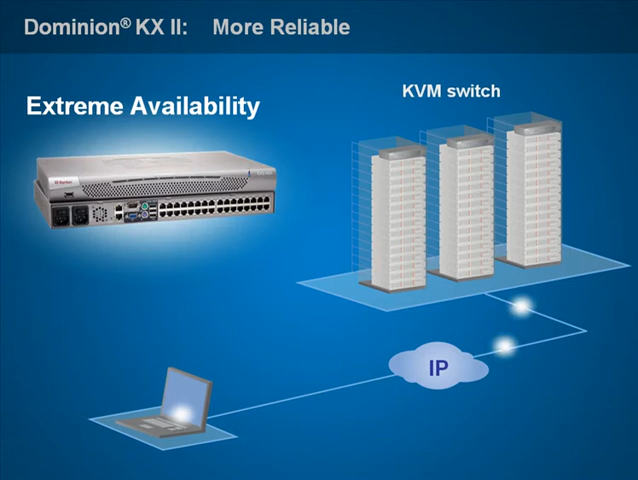 Dominion® KX II: More Reliable
Extreme Availability
KVM switch
IP